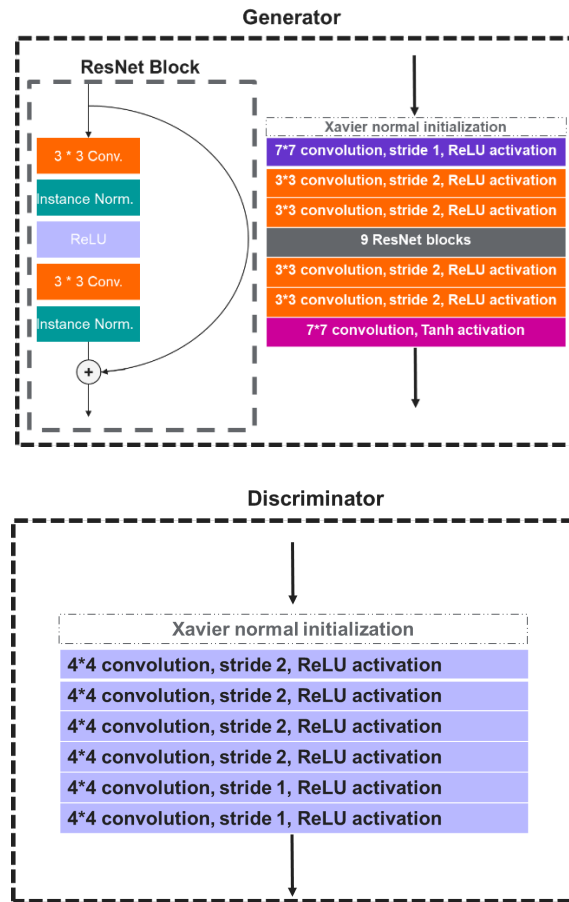 Generator
ResNet Block
3 * 3 Conv.
Instance Norm.
ReLU
3 * 3 Conv.
Instance Norm.
+
Xavier normal initialization
7*7 convolution, stride 1, ReLU activation
3*3 convolution, stride 2, ReLU activation
3*3 convolution, stride 2, ReLU activation
9 ResNet blocks
3*3 convolution, stride 2, ReLU activation
3*3 convolution, stride 2, ReLU activation
7*7 convolution, Tanh activation
Discriminator
Xavier normal initialization
4*4 convolution, stride 2, ReLU activation
4*4 convolution, stride 2, ReLU activation
4*4 convolution, stride 2, ReLU activation
4*4 convolution, stride 2, ReLU activation
4*4 convolution, stride 1, ReLU activation
4*4 convolution, stride 1, ReLU activation